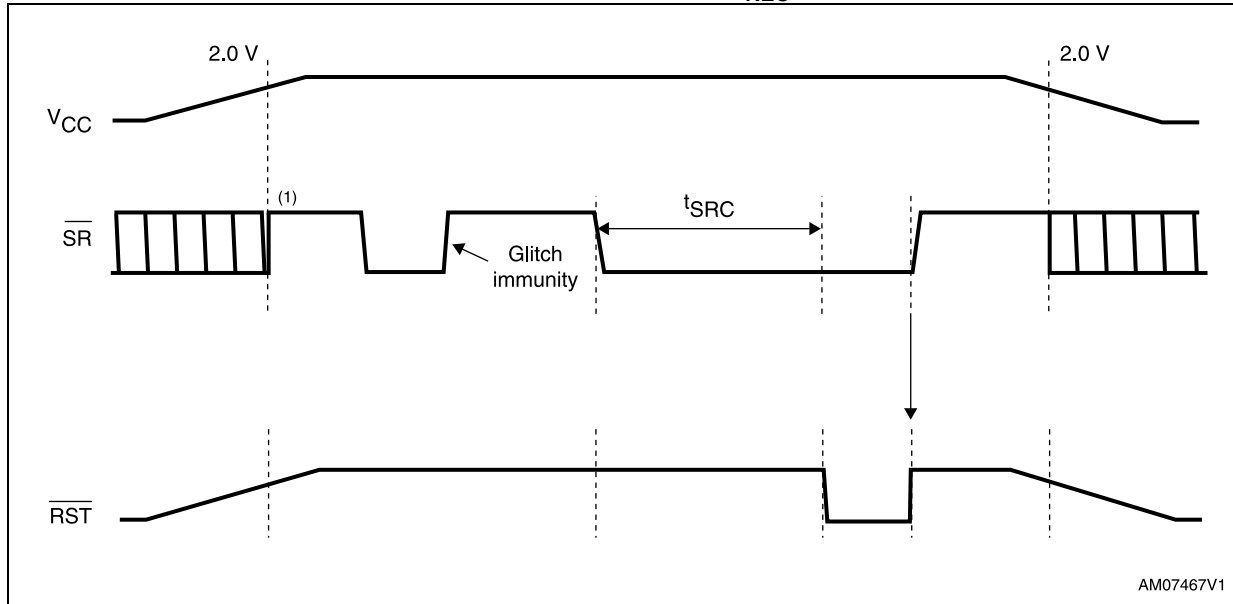 2.0 V
2.0 V
VCC
(1)
tSRC
SR
Glitch
immunity
RST
AM07467V1